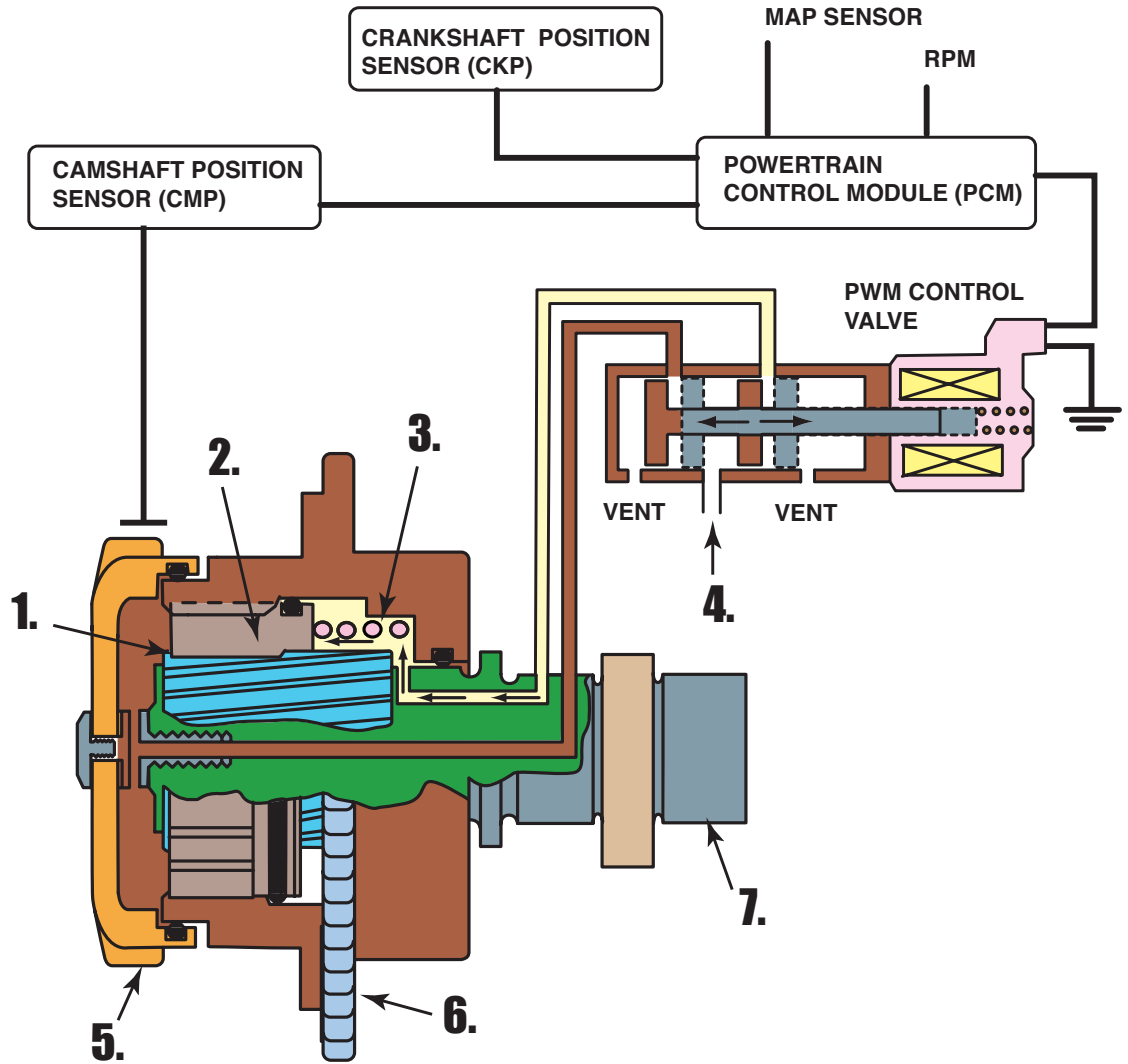 MAP SENSOR
CRANKSHAFT POSITION
SENSOR (CKP)
RPM
CAMSHAFT POSITION
SENSOR (CMP)
POWERTRAIN
CONTROL MODULE (PCM)
PWM CONTROL
VALVE
VENT
VENT
1.
2.
3.
4.
5.
6.
7.